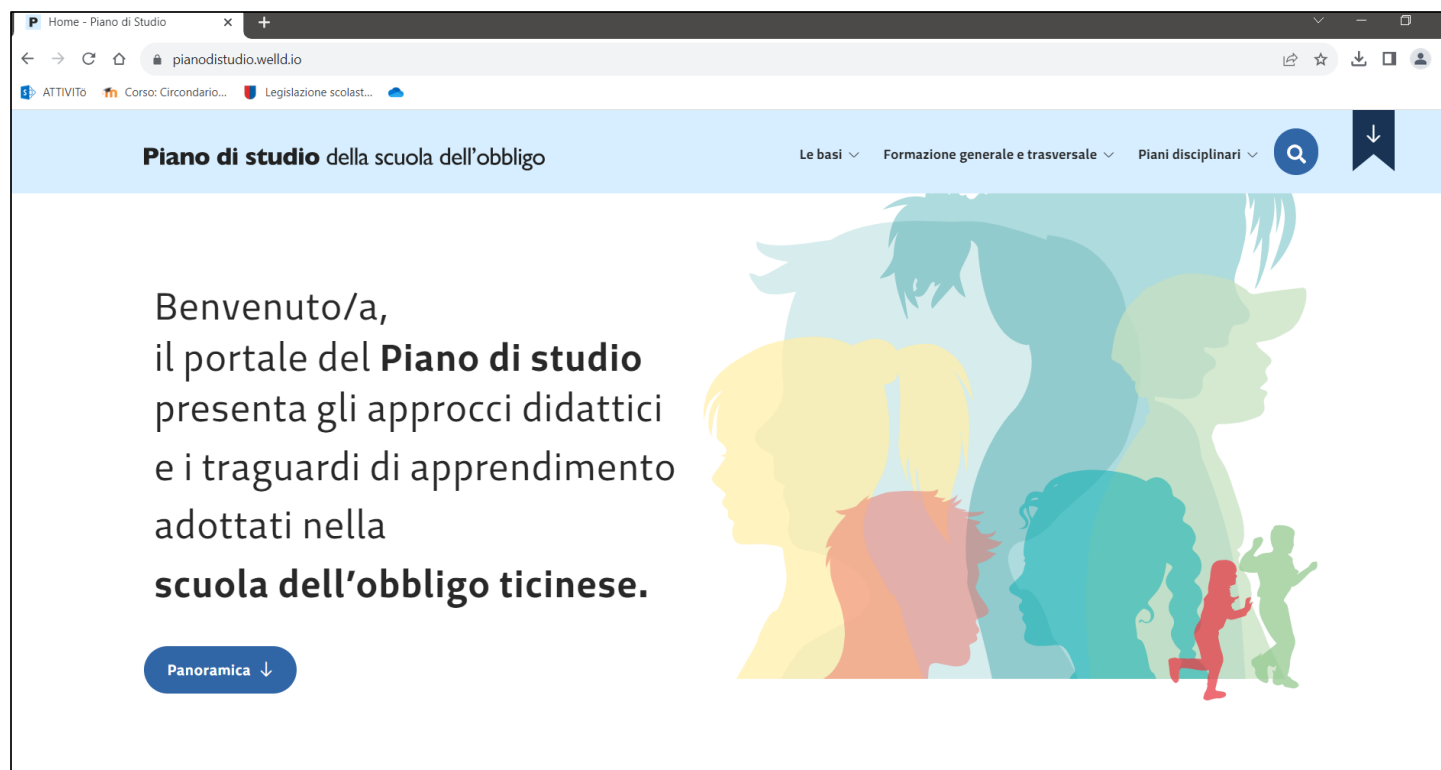 P Home - Piano di Studio
pianodistudio.welld.io
ATTIVITò Corso: Circondario... Legislazione scolast...
Piano di studio della scuola dell'obbligo Le basi Formazione generale e trasversale Piani disciplinari
Benvenuto/a,
il portale del Piano di studio
presenta gli approcci didattici
e i traguardi di apprendimento
adottati nella
scuola dell'obbligo ticinese.
Panoramica ↓